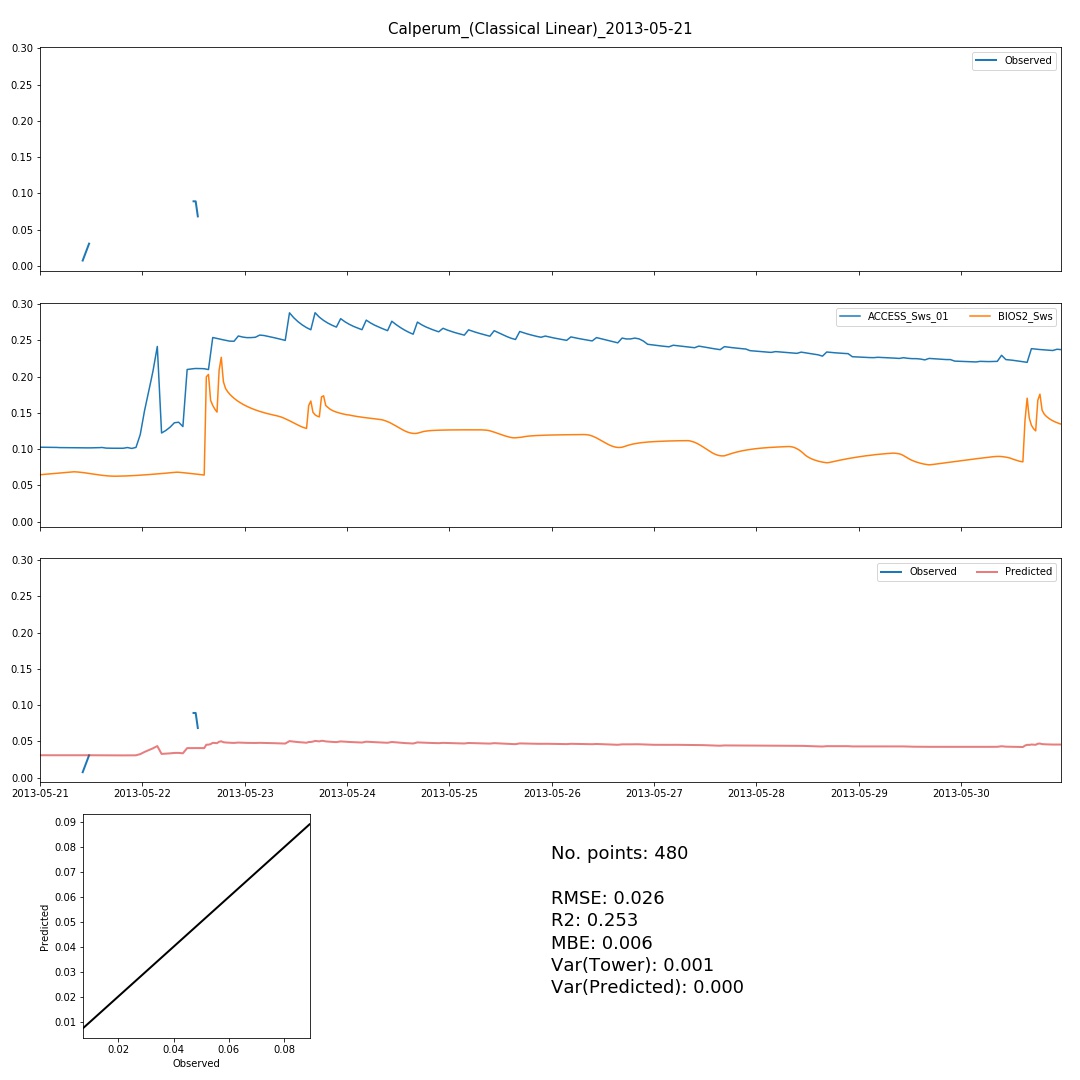 Calperum_(Classical Linear)_2013-05-21
0.30
0.25
0.20
0.15
0.10
0.05
0.00
Observed
0.30
0.25
0.20
0.15
0.10
0.05
0.00
ACCESS_Sws_01 BIOS2_Sws
0.30
0.25
0.20
0.15
0.10
0.05
0.00
Observed Predicted
2013-05-21 2013-05-22 2013-05-23 2013-05-24 2013-05-25 2013-05-26 2013-05-27 2013-05-28 2013-05-29 2013-05-30
Predicted
0.09
0.08
0.07
0.06
0.05
0.04
0.03
0.02
0.01
0.02 0.04 0.06 0.08
Observed
No. points: 480
RMSE: 0.026
R2: 0.253
MBE: 0.006
Var(Tower): 0.001
Var(Predicted): 0.000